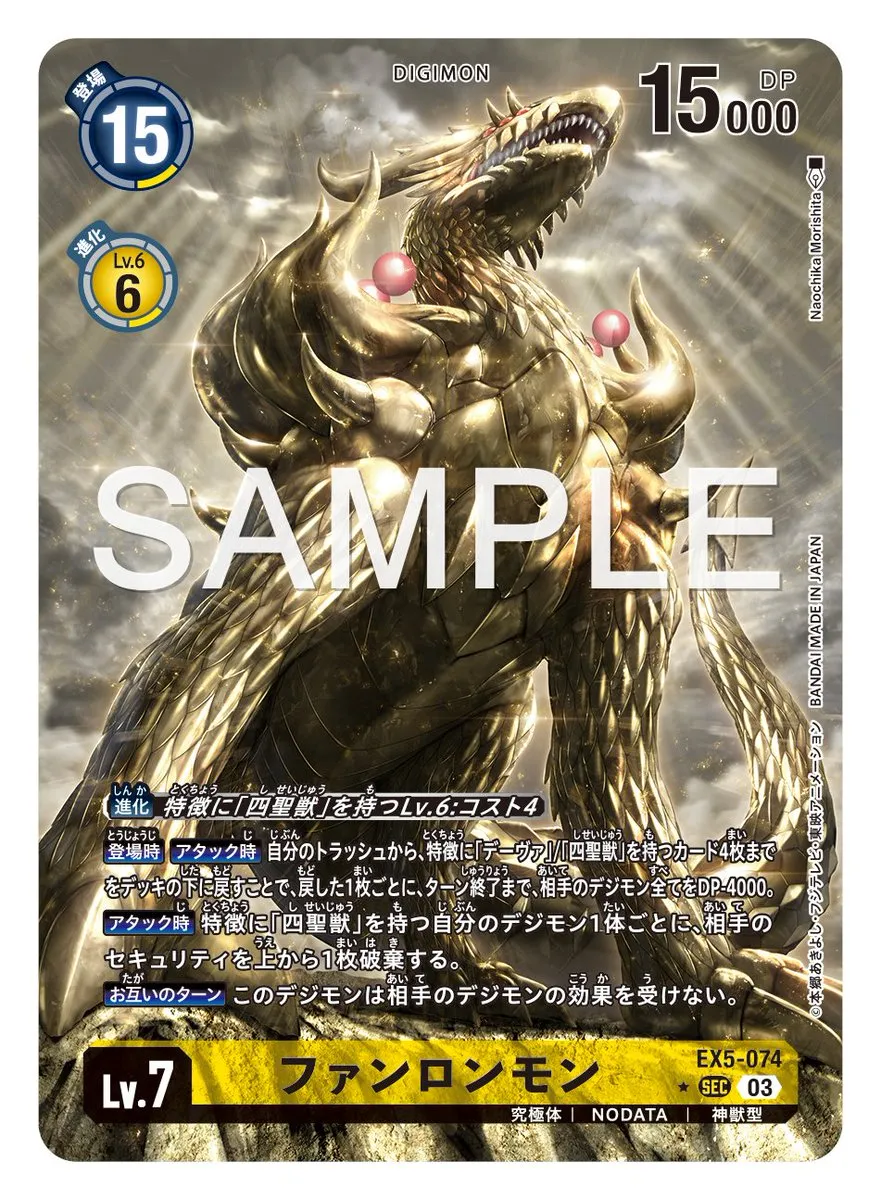 DIGIMON
登場
15
DP
15000
進化
Lv.6
6
Naochika Morishita
SAMPLE
©本郷あきよし・フジテレビ・東映アニメーション BANDAI MADE IN JAPAN
進化 特徴に「四聖獣」を持つLv.6:コスト4
登場時 アタック時 自分のトラッシュから、特徴に「デーヴァ」/「四聖獣」を持つカード4枚まで
をデッキの下に戻すことで、戻した1枚ごとに、ターン終了まで、相手のデジモン全てをDP-4000。
アタック時 特徴に「四聖獣」を持つ自分のデジモン1体ごとに、相手の
セキュリティを上から1枚破棄する。
お互いのターン このデジモンは相手のデジモンの効果を受けない。
Lv.7
ファンロンモン
EX5-074
★ SEC 03
究極体 | NODATA | 神獣型